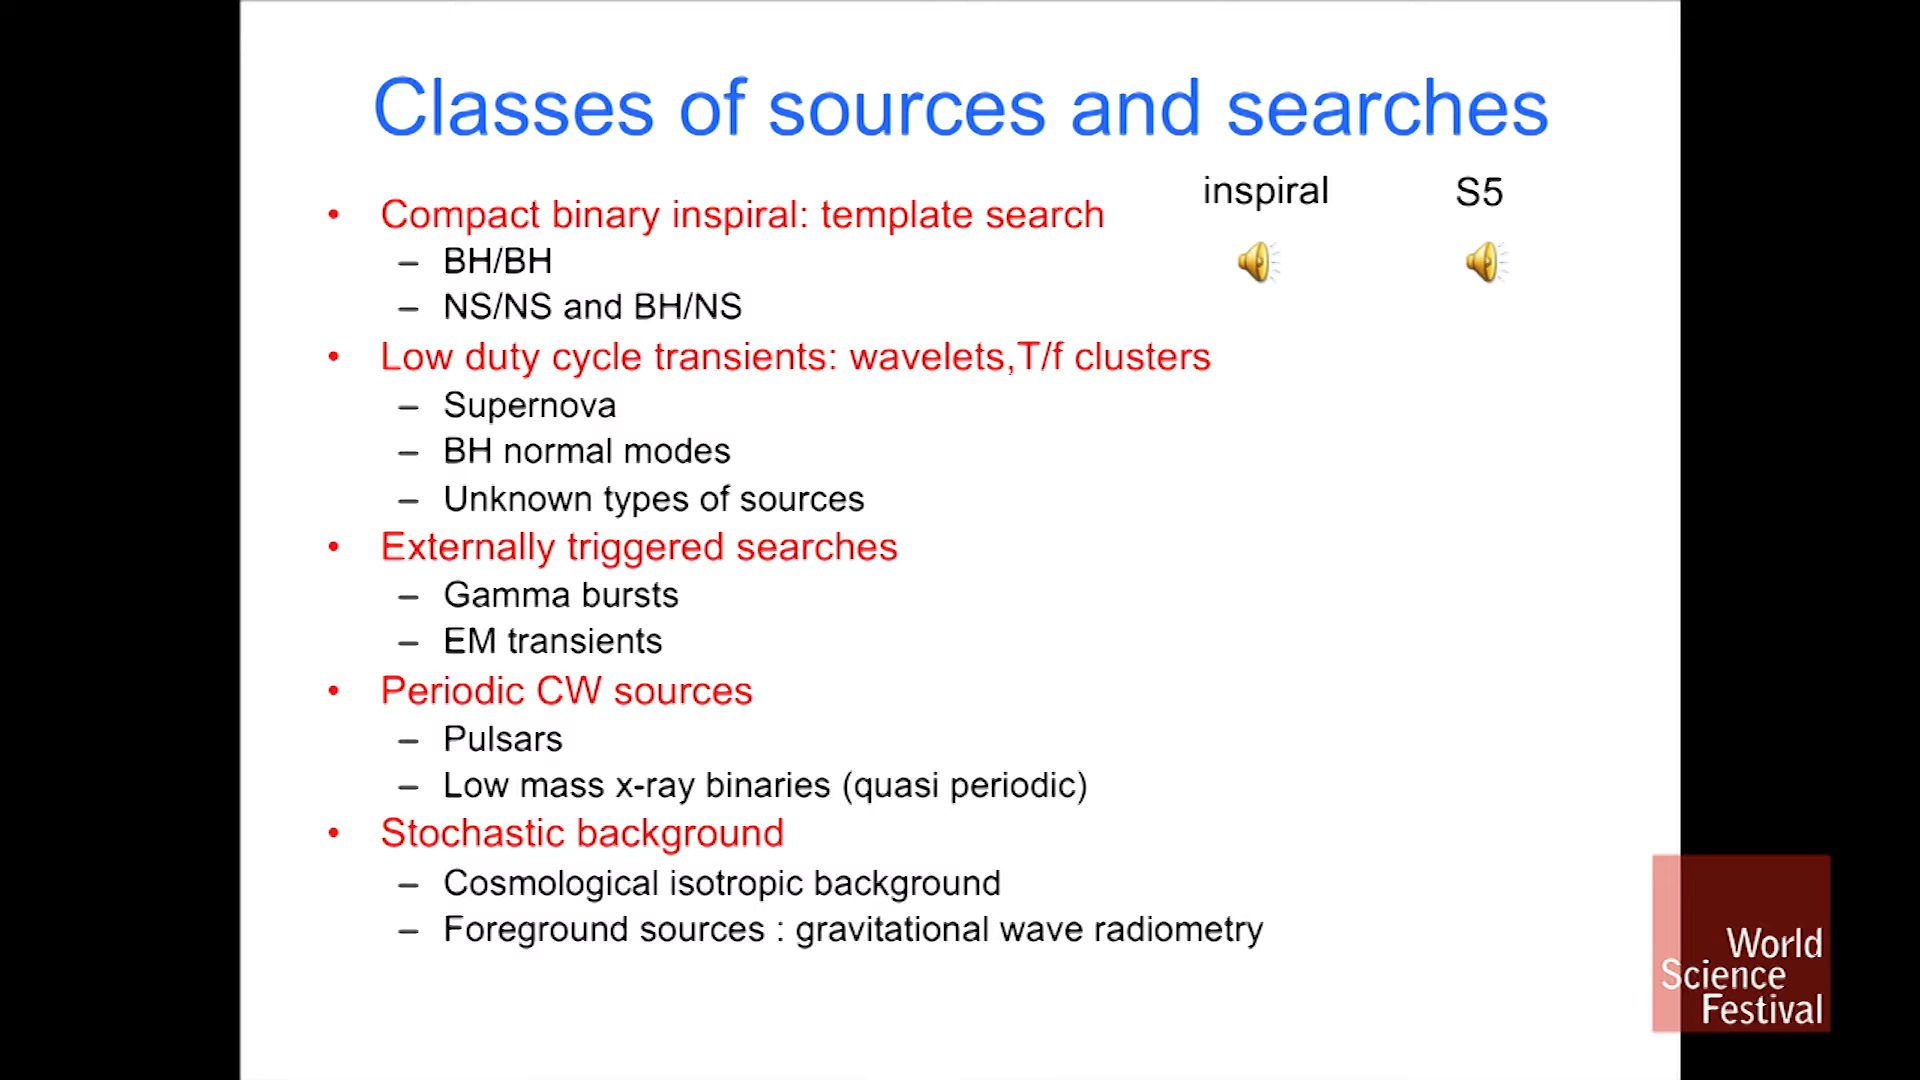 Classes of sources and searches
inspiral
S5
• Compact binary inspiral: template search
– BH/BH
– NS/NS and BH/NS
• Low duty cycle transients: wavelets,T/f clusters
– Supernova
– BH normal modes
– Unknown types of sources
• Externally triggered searches
– Gamma bursts
– EM transients
• Periodic CW sources
– Pulsars
– Low mass x-ray binaries (quasi periodic)
• Stochastic background
– Cosmological isotropic background
– Foreground sources : gravitational wave radiometry
World
Science
Festival